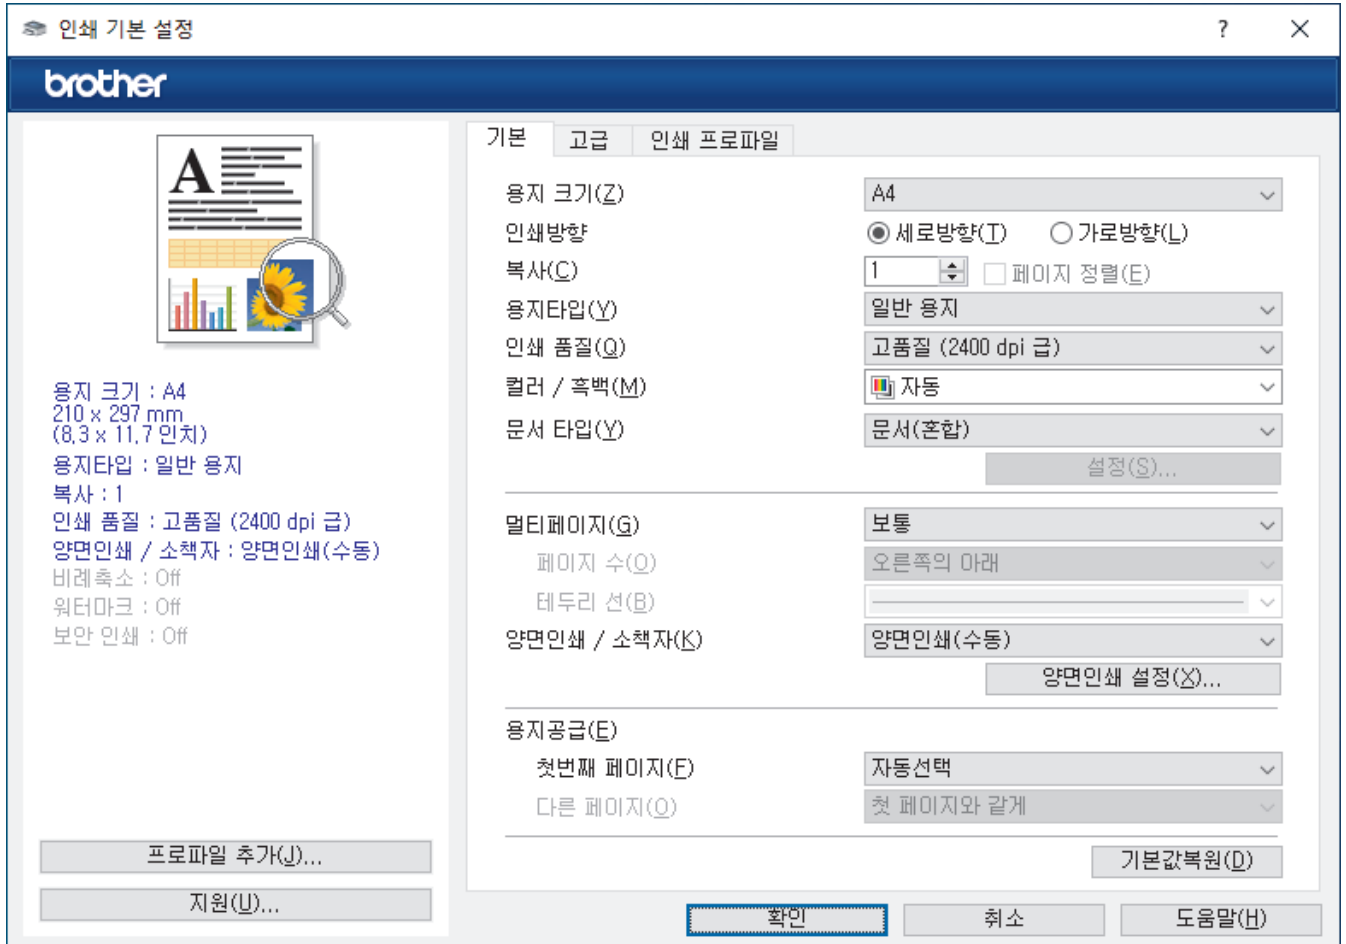 인쇄 기본 설정
?
brother
A
용지 크기 : A4
210 x 297 mm
(8,3 x 11,7 인치)
용지타입 : 일반 용지
복사 : 1
인쇄 품질 : 고품질 (2400 dpi 급)
양면인쇄 / 소책자 : 양면인쇄(수동)
비례축소 : Off
워터마크 : Off
보안 인쇄 : Off
프로파일 추가(J)...
지원(U)...
기본 고급 인쇄 프로파일
용지 크기(Z) A4
인쇄방향 세로방향(T) 가로방향(L)
복사(C) 1 페이지 정렬(E)
용지타입(Y) 일반 용지
인쇄 품질(Q) 고품질 (2400 dpi 급)
컬러 / 흑백(M) 자동
문서 타입(Y) 문서(혼합)
설정(S)...
멀티페이지(G) 보통
페이지 수(O) 오른쪽의 아래
테두리 선(B)
양면인쇄 / 소책자(K) 양면인쇄(수동)
양면인쇄 설정(X)...
용지공급(E)
첫번째 페이지(F) 자동선택
다른 페이지(O) 첫 페이지와 같게
기본값복원(D)
확인 취소 도움말(H)